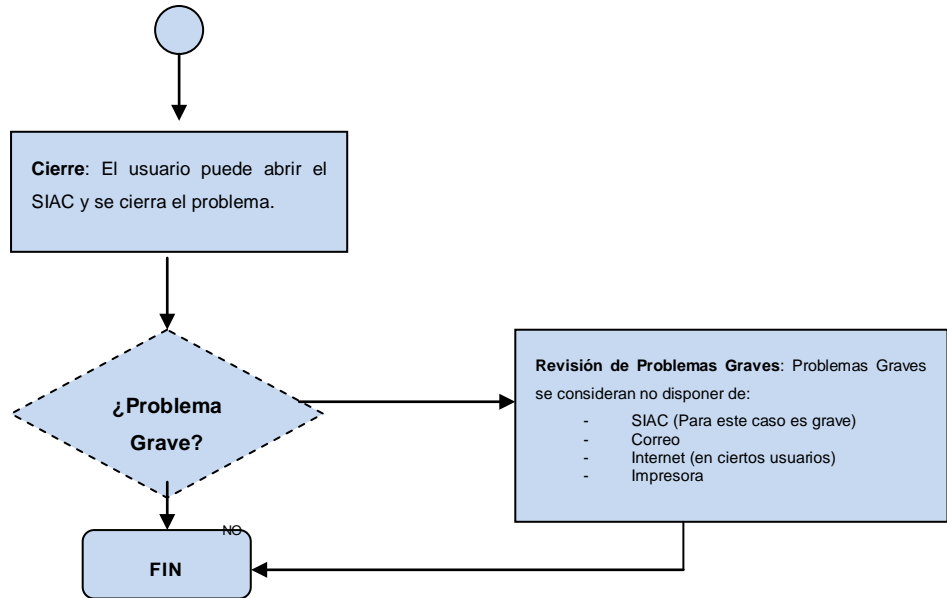 Cierre: El usuario puede abrir el
SIAC y se cierra el problema.
¿Problema
Grave?
Revisión de Problemas Graves: Problemas Graves
se consideran no disponer de:
- SIAC (Para este caso es grave)
- Correo
- Internet (en ciertos usuarios)
- Impresora
NO
FIN